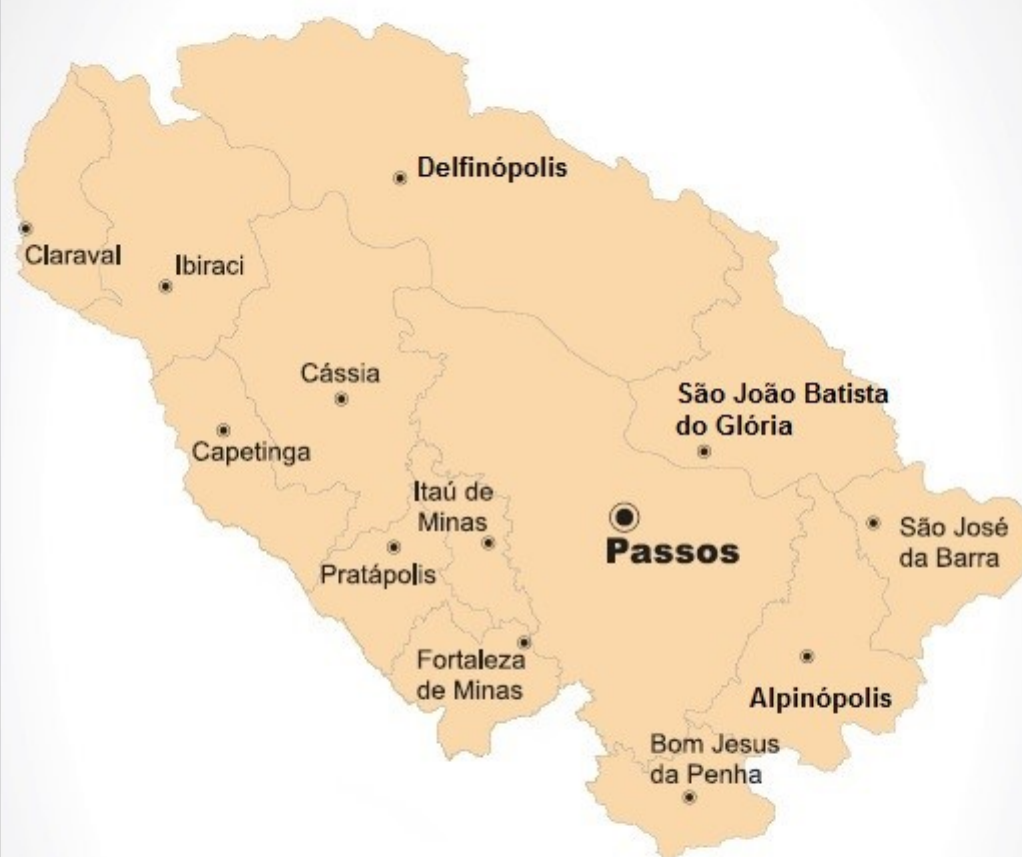 Delfinópolis
Claraval
Ibiraci
Cássia
São João Batista
do Glória
Capetinga
Itaú de
Minas
São José
da Barra
Passos
Pratápolis
Fortaleza
de Minas
Alpinópolis
Bom Jesus
da Penha